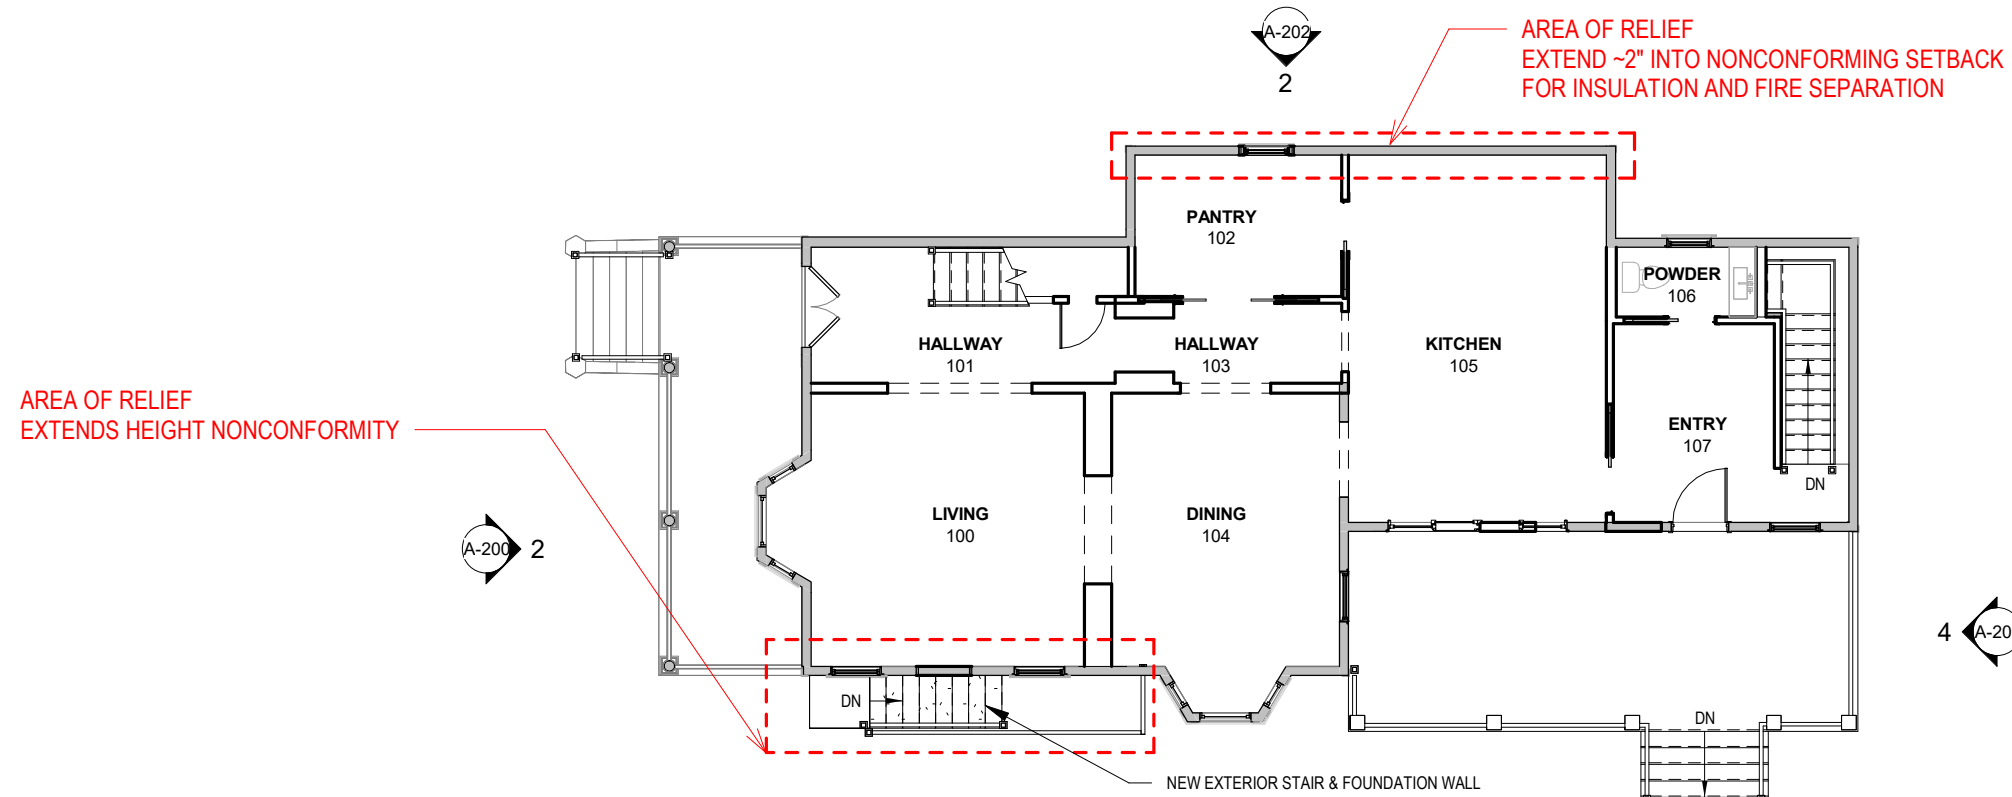 A-202
2
AREA OF RELIEF
EXTEND ~2" INTO NONCONFORMING SETBACK
FOR INSULATION AND FIRE SEPARATION
PANTRY
102
POWDER
106
HALLWAY
101
HALLWAY
103
KITCHEN
105
AREA OF RELIEF
EXTENDS HEIGHT NONCONFORMITY
ENTRY
107
DN
LIVING
100
DINING
104
A-200
2
4
A-20
DN
DN
NEW EXTERIOR STAIR & FOUNDATION WALL